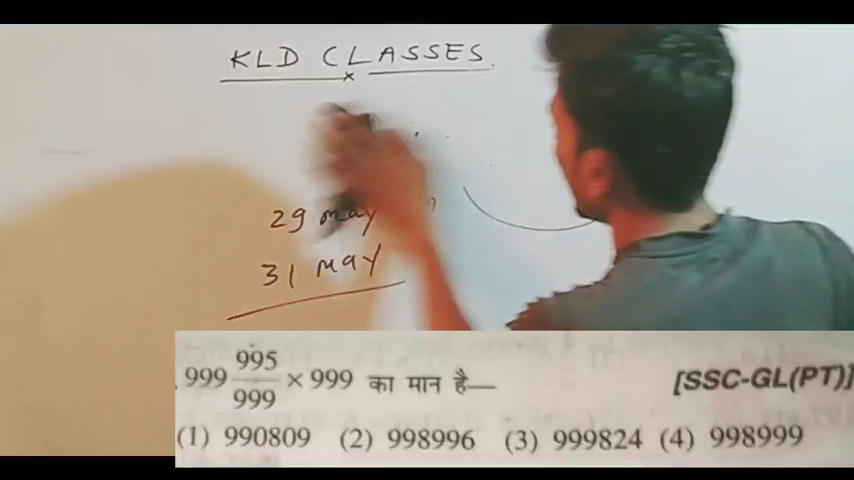 KLD CLASSES.
29 may
31 may
999 995/999 × 999 का मान है— [SSC-GL(PT)]
(1) 990809 (2) 998996 (3) 999824 (4) 998999